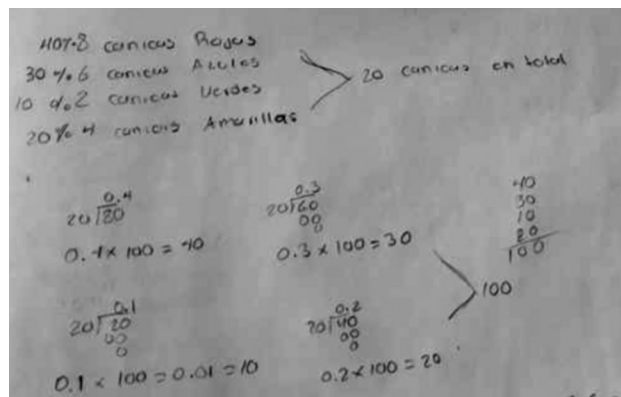 40% 8 canicas Rojas
30 % 6 canicas Azules
10 % 2 canicas Verdes
20% 4 canicas Amarillas
20 canicas en total
0.4
20 80
0.4 x 100 = 40
0.3
20 60
00
0
0.3 x 100 = 30
40
30
10
20
100
100
0.1
20 20
00
0
0.1 x 100 = 0.01 = 10
0.2
20 40
00
0
0.2 x 100 = 20